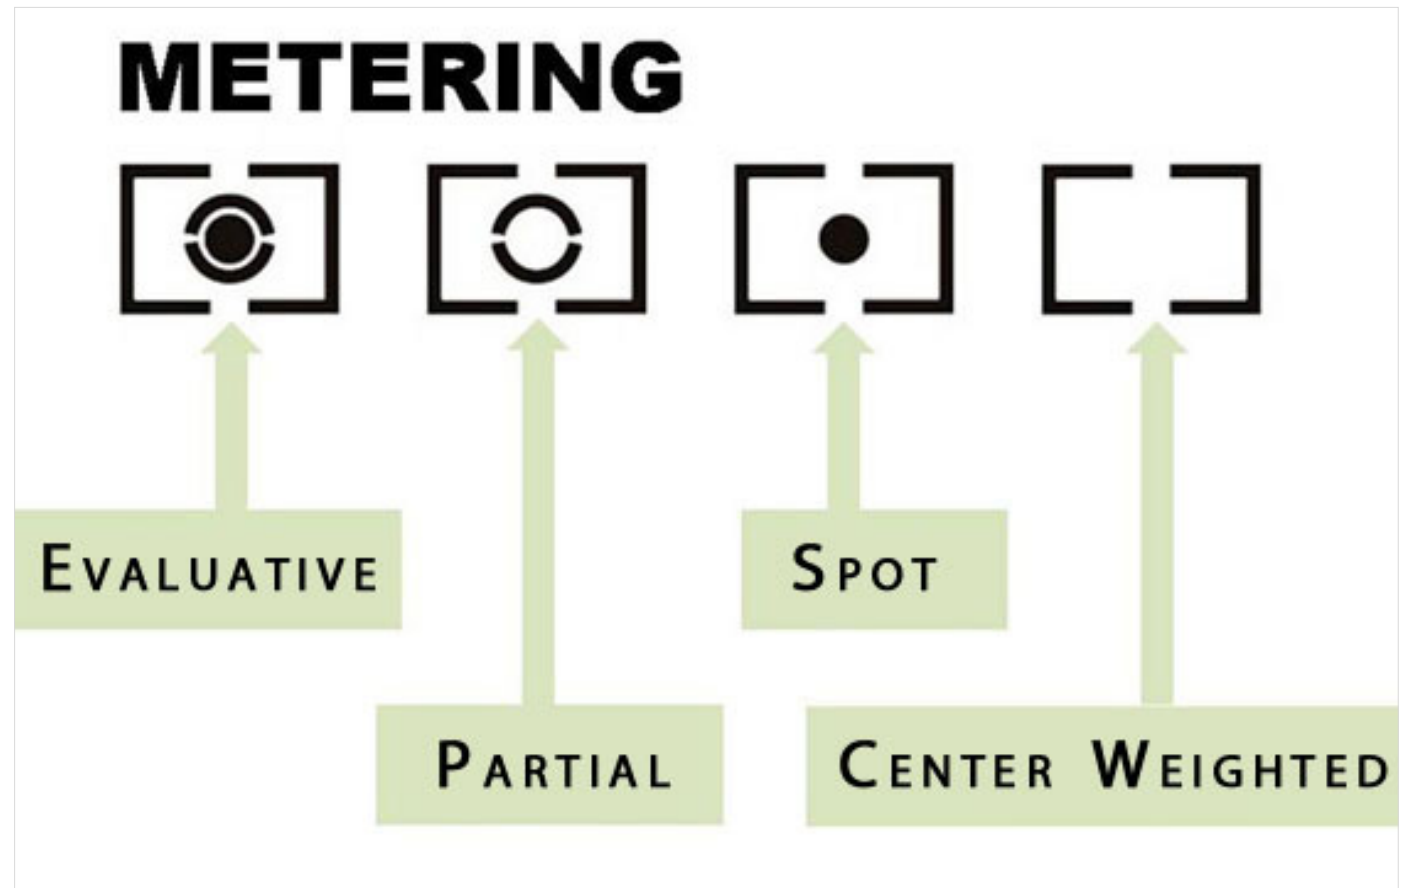 METERING
EVALUATIVE
SPOT
PARTIAL
CENTER WEIGHTED